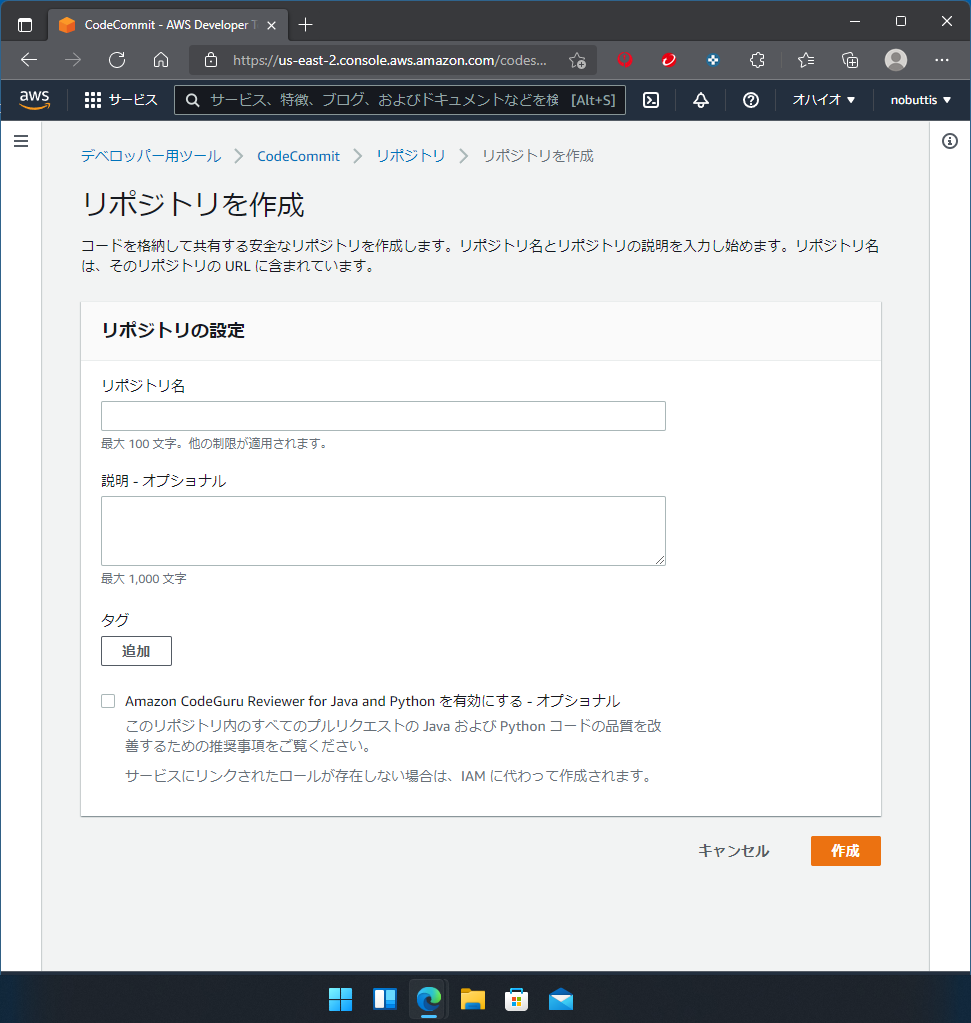 CodeCommit - AWS Developer T
https://us-east-2.console.aws.amazon.com/codes...
aws
サービス
サービス、特徴、ブログ、およびドキュメントなどを検 [Alt+S]
オハイオ ▼
nobuttis ▼
デベロッパー用ツール > CodeCommit > リポジトリ > リポジトリを作成
リポジトリを作成
コードを格納して共有する安全なリポジトリを作成します。リポジトリ名とリポジトリの説明を入力し始めます。リポジトリ名
は、そのリポジトリの URL に含まれています。
リポジトリの設定
リポジトリ名
最大 100 文字。他の制限が適用されます。
説明 - オプショナル
最大 1,000 文字
タグ
追加
Amazon CodeGuru Reviewer for Java and Python を有効にする - オプショナル
このリポジトリ内のすべてのプルリクエストの Java および Python コードの品質を改
善するための推奨事項をご覧ください。
サービスにリンクされたロールが存在しない場合は、IAM に代わって作成されます。
キャンセル
作成